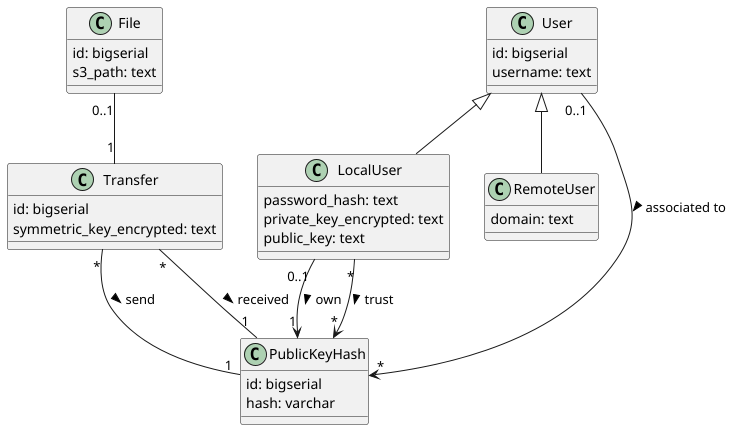 C File
id: bigserial
s3_path: text
C User
id: bigserial
username: text
0..1
1
0..1
C Transfer
id: bigserial
symmetric_key_encrypted: text
C LocalUser
password_hash: text
private_key_encrypted: text
public_key: text
C RemoteUser
domain: text
associated to
*
*
0..1
*
send
received
own
trust
1
1
1
*
*
C PublicKeyHash
id: bigserial
hash: varchar